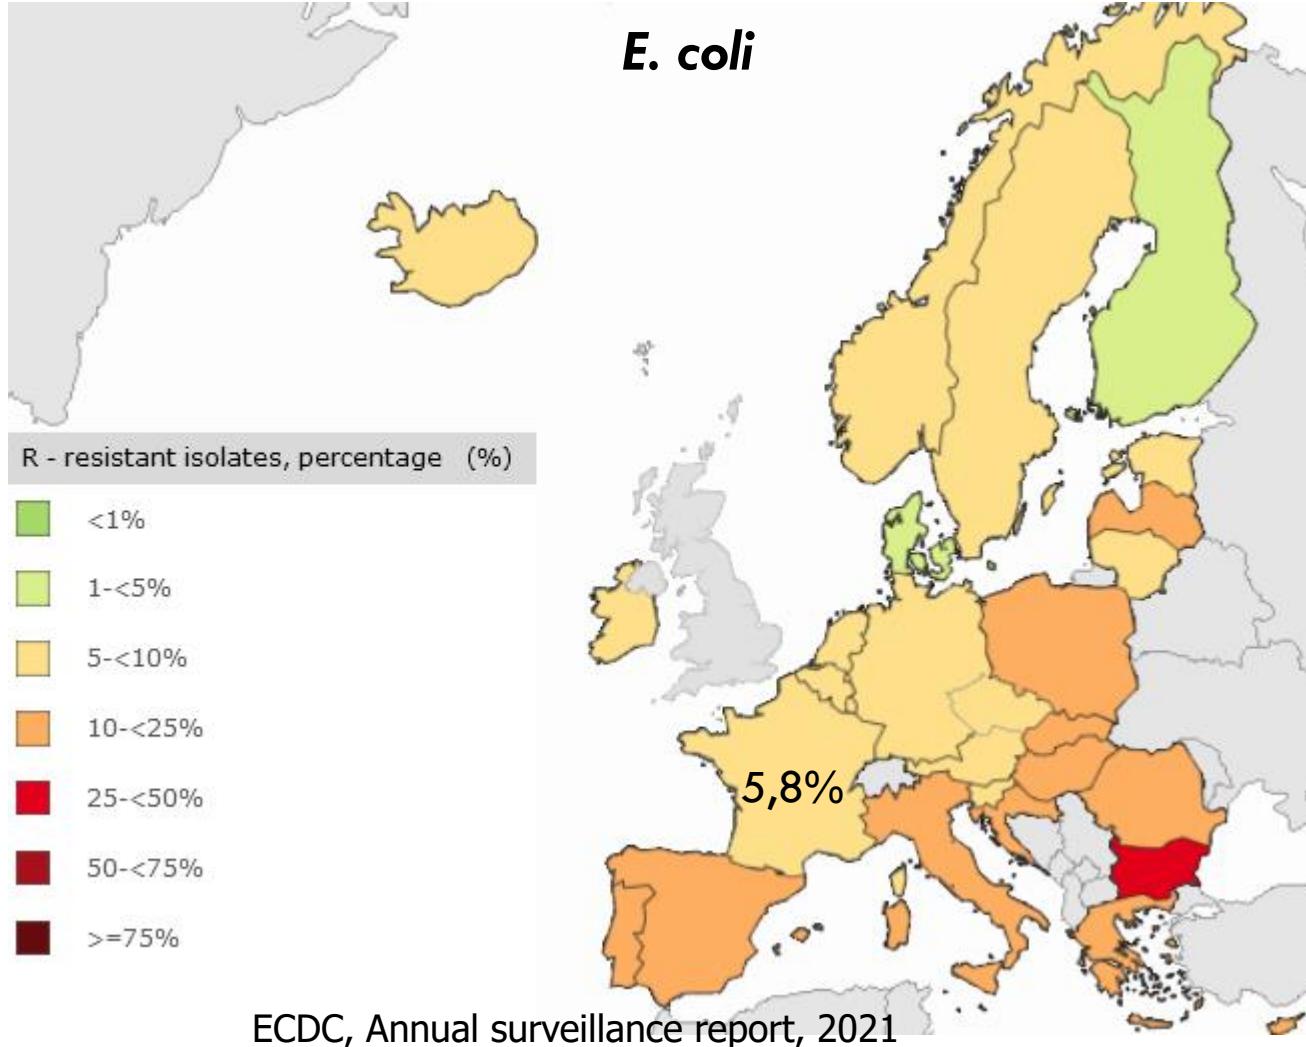 E. coli
R - resistant isolates, percentage (%)
<1%
1-<5%
5-<10%
10-<25%
25-<50%
50-<75%
>=75%
5,8%
ECDC, Annual surveillance report, 2021